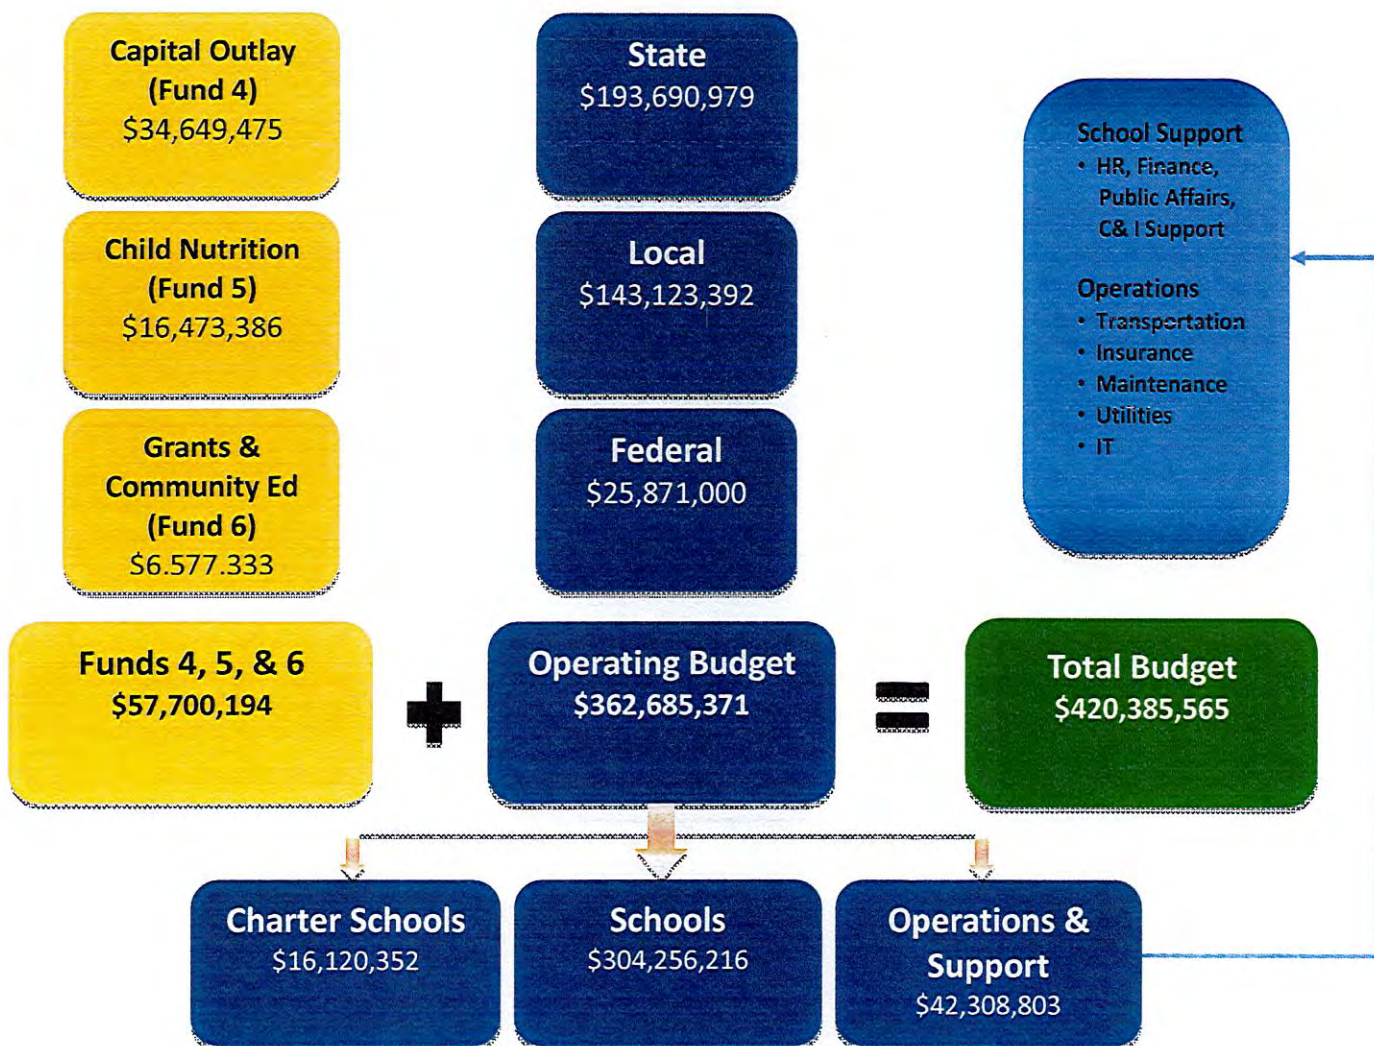 Capital Outlay
(Fund 4)
$34,649,475
Child Nutrition
(Fund 5)
$16,473,386
Grants &
Community Ed
(Fund 6)
$6.577.333
State
$193,690,979
Local
$143,123,392
Federal
$25,871,000
School Support
• HR, Finance,
Public Affairs,
C& I Support
Operations
• Transportation
• Insurance
• Maintenance
• Utilities
• IT
Funds 4, 5, & 6
$57,700,194
Operating Budget
$362,685,371
Total Budget
$420,385,565
Charter Schools
$16,120,352
Schools
$304,256,216
Operations &
Support
$42,308,803